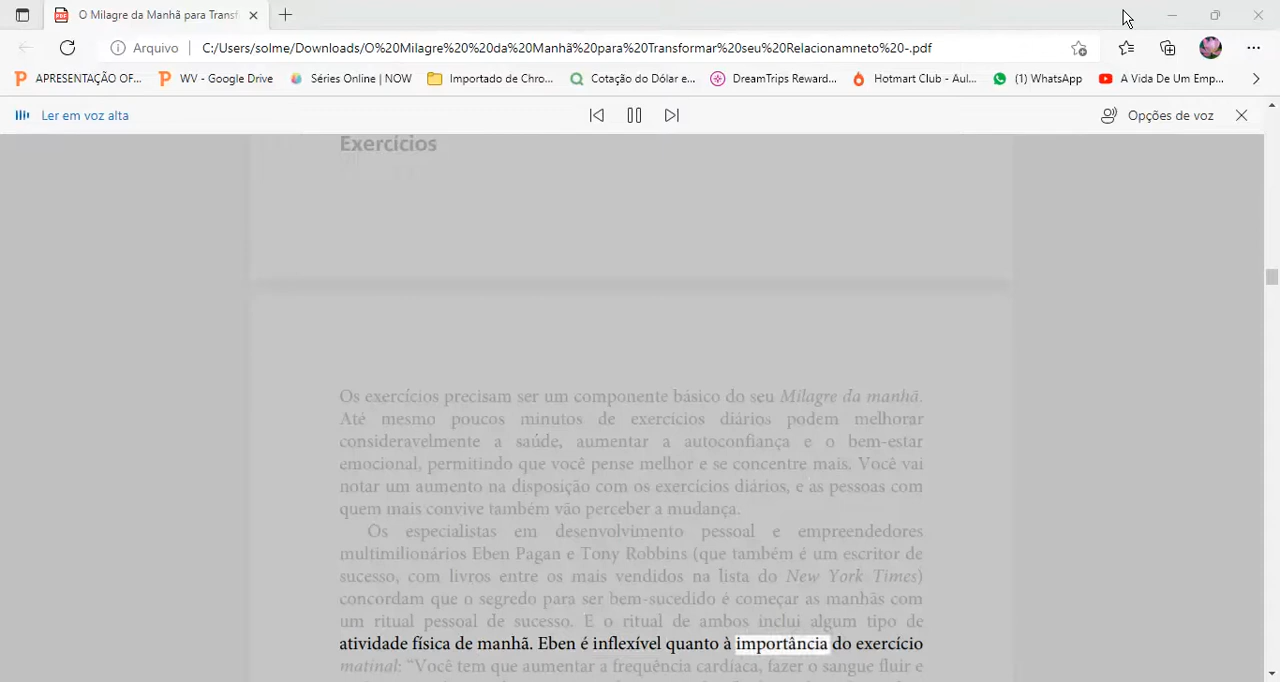 O Milagre da Manhã para Transf
Arquivo
C:/Users/solme/Downloads/O%20Milagre%20%20da%20Manhã%20para%20Transformar%20seu%20Relacionamneto%20-.pdf
APRESENTAÇÃO OF...
WV - Google Drive
Séries Online | NOW
Importado de Chro...
Cotação do Dólar e...
DreamTrips Reward...
Hotmart Club - Aul...
(1) WhatsApp
A Vida De Um Emp...
Ler em voz alta
Opções de voz
Exercícios
Os exercícios precisam ser um componente básico do seu Milagre da manhã.
Até mesmo poucos minutos de exercícios diários podem melhorar
consideravelmente a saúde, aumentar a autoconfiança e o bem-estar
emocional, permitindo que você pense melhor e se concentre mais. Você vai
notar um aumento na disposição com os exercícios diários, e as pessoas com
quem mais convive também vão perceber a mudança.
Os especialistas em desenvolvimento pessoal e empreendedores
multimilionários Eben Pagan e Tony Robbins (que também é um escritor de
sucesso, com livros entre os mais vendidos na lista do New York Times)
concordam que o segredo para ser bem-sucedido é começar as manhãs com
um ritual pessoal de sucesso. E o ritual de ambos inclui algum tipo de
atividade física de manhã. Eben é inflexível quanto à importância do exercício
matinal: “Você tem que aumentar a frequência cardíaca, fazer o sangue fluir e